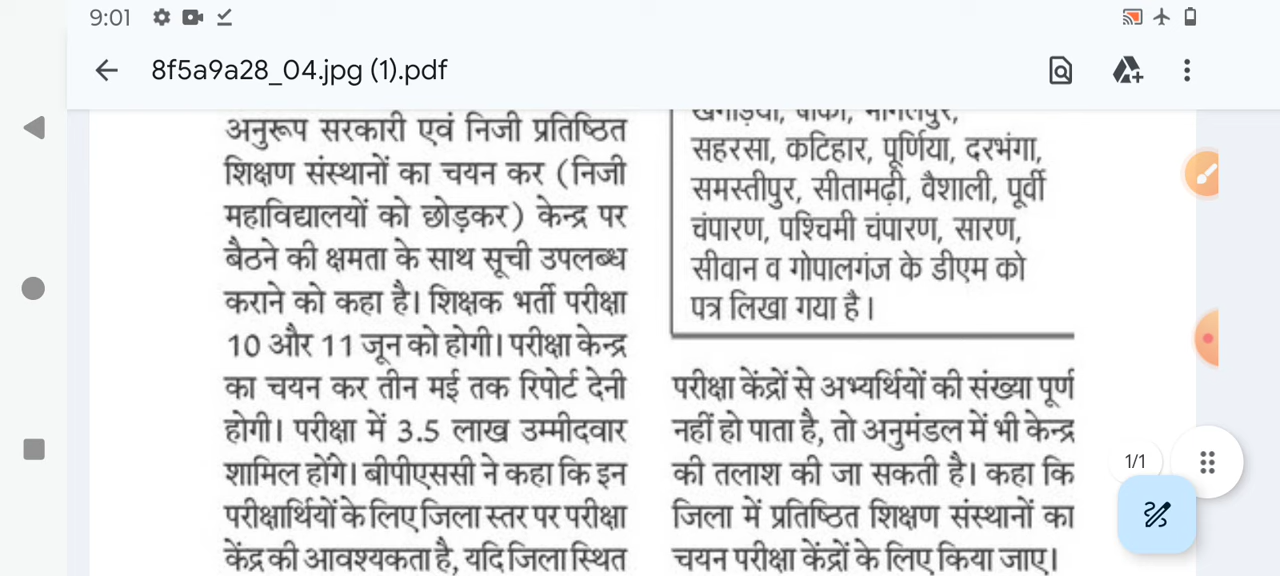 9:01
8f5a9a28_04.jpg (1).pdf
अनुरूप सरकारी एवं निजी प्रतिष्ठित
शिक्षण संस्थानों का चयन कर (निजी
महाविद्यालयों को छोड़कर) केन्द्र पर
बैठने की क्षमता के साथ सूची उपलब्ध
कराने को कहा है। शिक्षक भर्ती परीक्षा
10 और 11 जून को होगी। परीक्षा केन्द्र
का चयन कर तीन मई तक रिपोर्ट देनी
होगी। परीक्षा में 3.5 लाख उम्मीदवार
शामिल होंगे। बीपीएससी ने कहा कि इन
परीक्षार्थियों के लिए जिला स्तर पर परीक्षा
केंद्र की आवश्यकता है, यदि जिला स्थित
खगड़िया, बांका, भागलपुर,
सहरसा, कटिहार, पूर्णिया, दरभंगा,
समस्तीपुर, सीतामढ़ी, वैशाली, पूर्वी
चंपारण, पश्चिमी चंपारण, सारण,
सीवान व गोपालगंज के डीएम को
पत्र लिखा गया है।
परीक्षा केंद्रों से अभ्यर्थियों की संख्या पूर्ण
नहीं हो पाता है, तो अनुमंडल में भी केन्द्र
की तलाश की जा सकती है। कहा कि
जिला में प्रतिष्ठित शिक्षण संस्थानों का
चयन परीक्षा केंद्रों के लिए किया जाए।
1/1